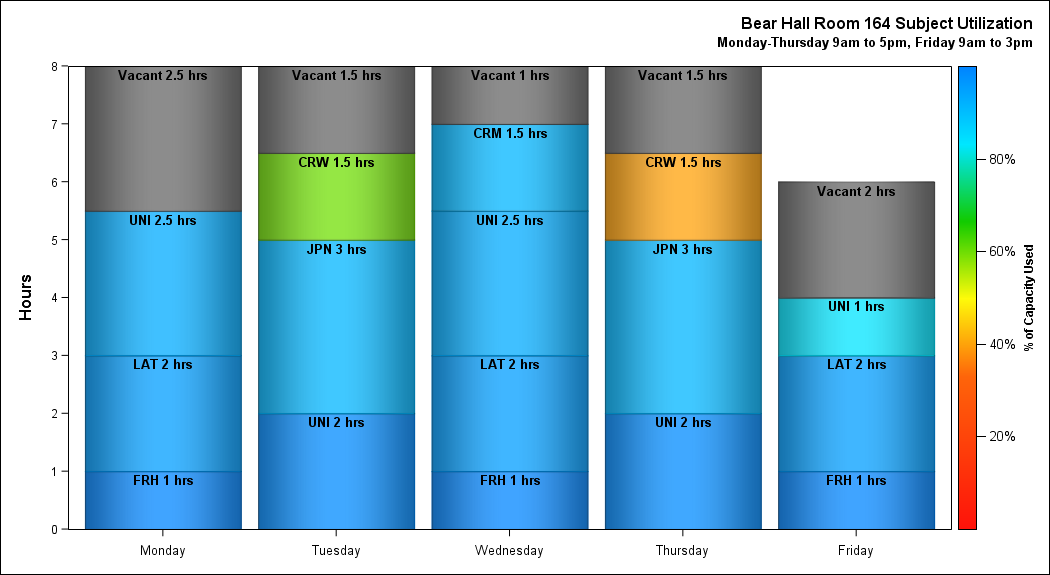 Bear Hall Room 164 Subject Utilization
Monday-Thursday 9am to 5pm, Friday 9am to 3pm
Hours
8
7
6
5
4
3
2
1
0
Vacant 2.5 hrs
UNI 2.5 hrs
LAT 2 hrs
FRH 1 hrs
Monday
Vacant 1.5 hrs
CRW 1.5 hrs
JPN 3 hrs
UNI 2 hrs
Tuesday
Vacant 1 hrs
CRM 1.5 hrs
UNI 2.5 hrs
LAT 2 hrs
FRH 1 hrs
Wednesday
Vacant 1.5 hrs
CRW 1.5 hrs
JPN 3 hrs
UNI 2 hrs
Thursday
Vacant 2 hrs
UNI 1 hrs
LAT 2 hrs
FRH 1 hrs
Friday
80%
60%
40%
20%
% of Capacity Used